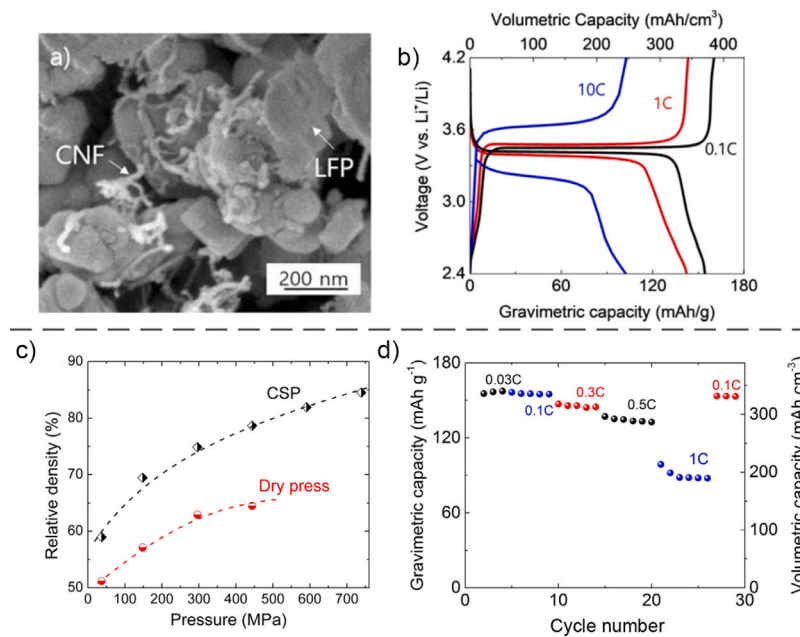 a)
CNF
LFP
200 nm
b)
Volumetric Capacity (mAh/cm³)
0 100 200 300 400
Voltage (V vs. Li⁺/Li)
4.2
3.6
3.0
2.4
10C
1C
0.1C
0 60 120 180
Gravimetric capacity (mAh/g)
c)
Relative density (%)
90
80
70
60
50
CSP
Dry press
0 100 200 300 400 500 600 700
Pressure (MPa)
d)
Gravimetric capacity (mAh g⁻¹)
180
120
60
0
0.03C
0.1C
0.3C
0.5C
1C
0.1C
0 10 20 30
Cycle number
Volumetric capacity (mAh cm⁻³)
300
200
100
0